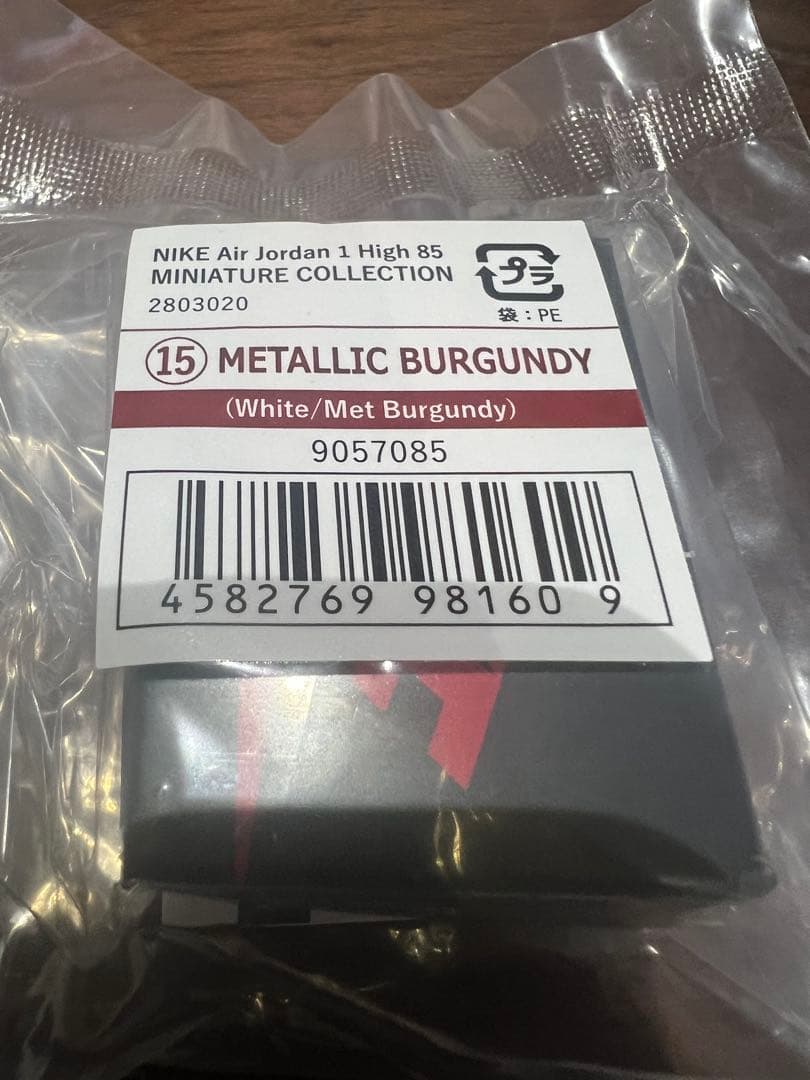 NIKE Air Jordan 1 High 85
MINIATURE COLLECTION
2803020
プラ
袋：PE
⑮ METALLIC BURGUNDY
(White/Met Burgundy)
9057085
4582769 98160 9